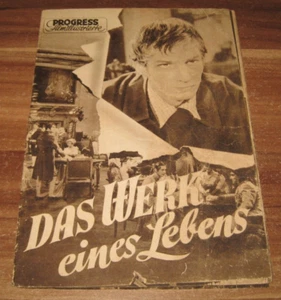 PROGRESS
Filmillustrierte
DAS WERK
eines Lebens